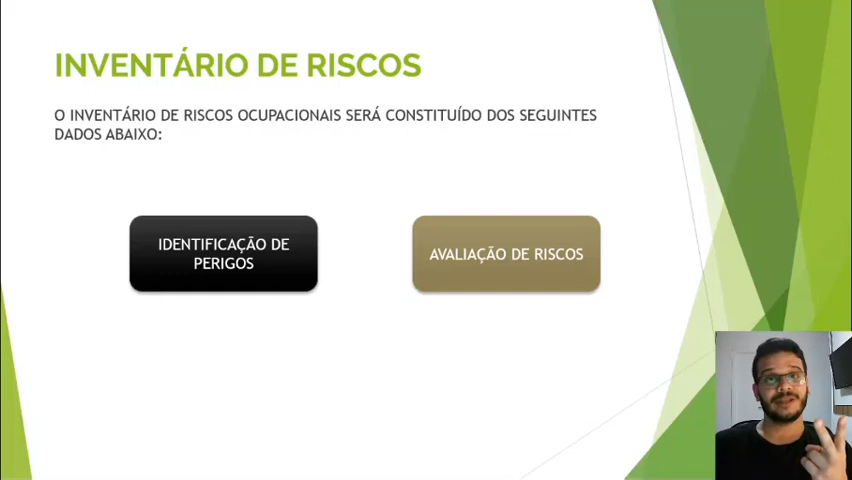 INVENTÁRIO DE RISCOS
O INVENTÁRIO DE RISCOS OCUPACIONAIS SERÁ CONSTITUÍDO DOS SEGUINTES
DADOS ABAIXO:
IDENTIFICAÇÃO DE
PERIGOS
AVALIAÇÃO DE RISCOS